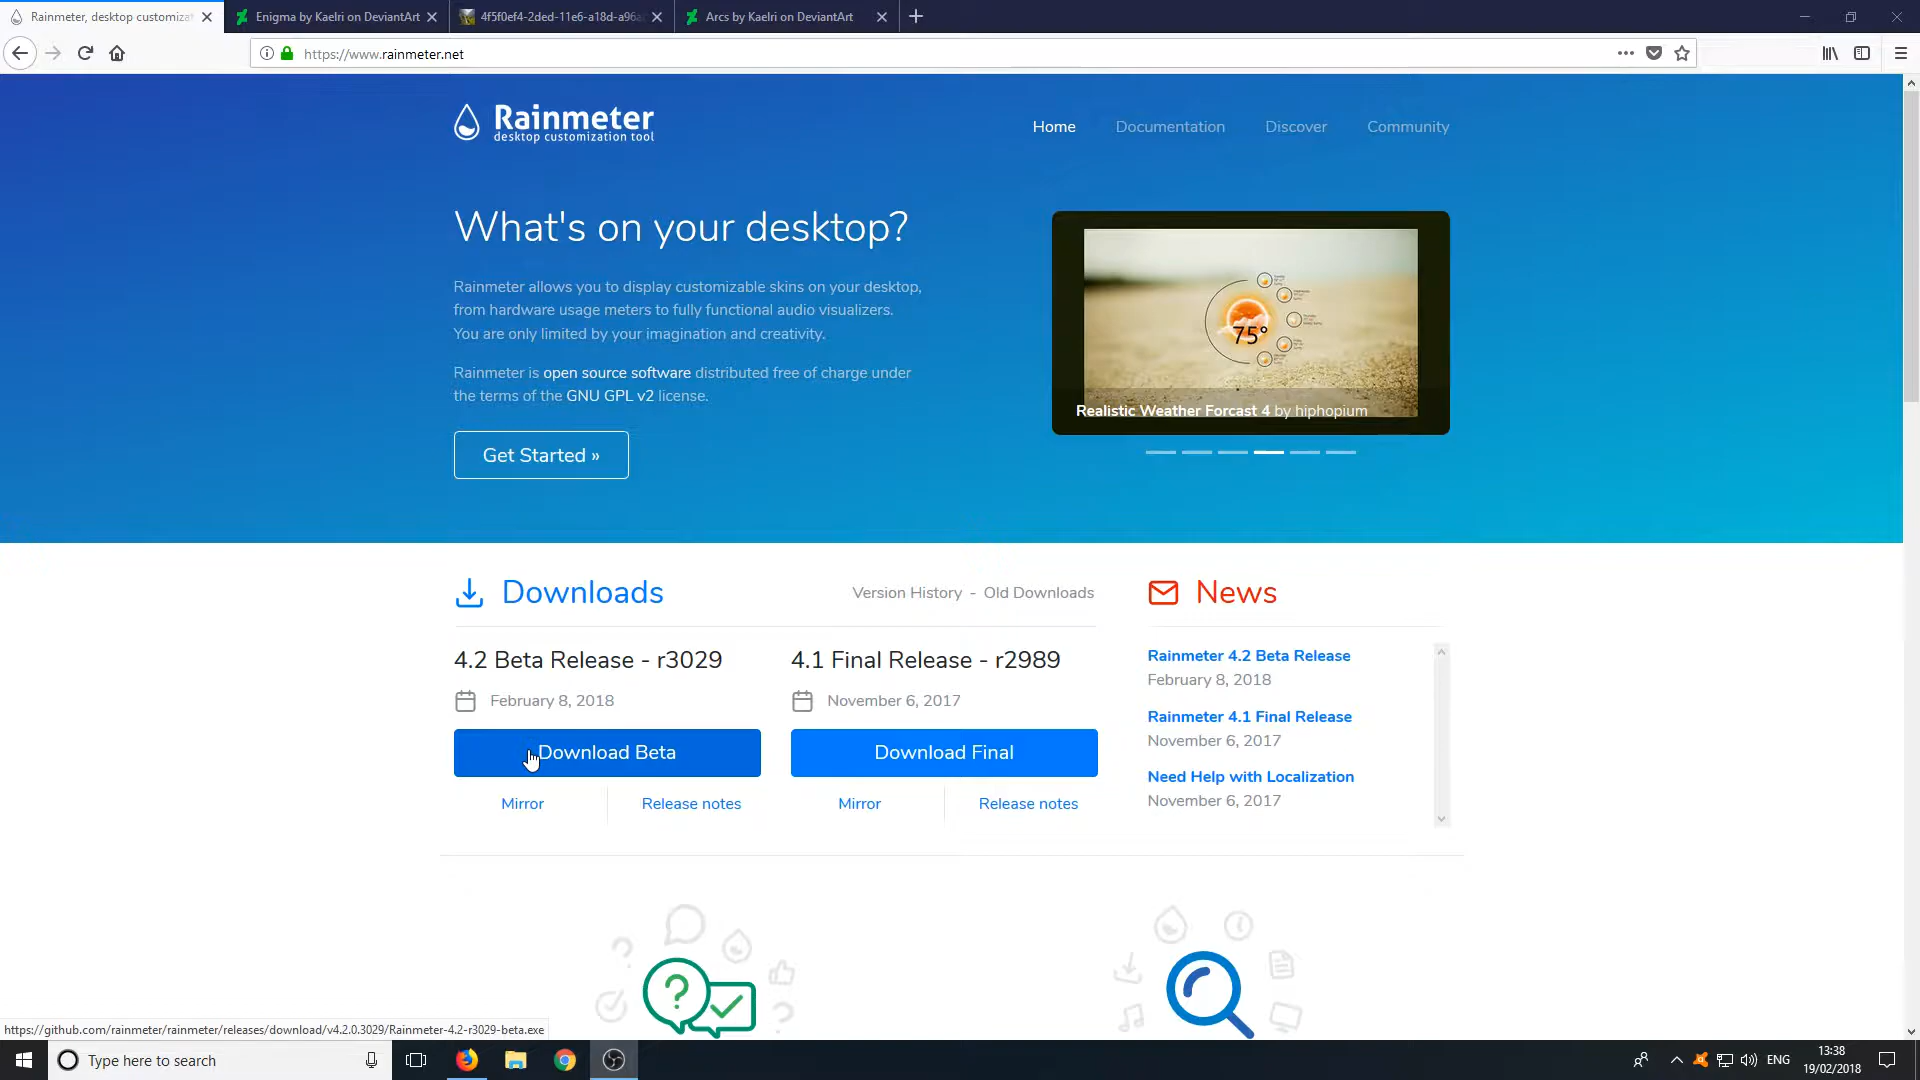 Rainmeter, desktop customiza
Enigma by Kaelri on DeviantArt
4f5f0ef4-2ded-11e6-a18d-a96a
Arcs by Kaelri on DeviantArt
https://www.rainmeter.net
Rainmeter
desktop customization tool
Home
Documentation
Discover
Community
What's on your desktop?
Rainmeter allows you to display customizable skins on your desktop,
from hardware usage meters to fully functional audio visualizers.
You are only limited by your imagination and creativity.
Rainmeter is open source software distributed free of charge under
the terms of the GNU GPL v2 license.
Get Started »
75°
Realistic Weather Forcast 4 by hiphopium
Downloads
Version History - Old Downloads
4.2 Beta Release - r3029
February 8, 2018
Download Beta
Mirror
Release notes
4.1 Final Release - r2989
November 6, 2017
Download Final
Mirror
Release notes
News
Rainmeter 4.2 Beta Release
February 8, 2018
Rainmeter 4.1 Final Release
November 6, 2017
Need Help with Localization
November 6, 2017
https://github.com/rainmeter/rainmeter/releases/download/v4.2.0.3029/Rainmeter-4.2-r3029-beta.exe
Type here to search
ENG
13:38
19/02/2018